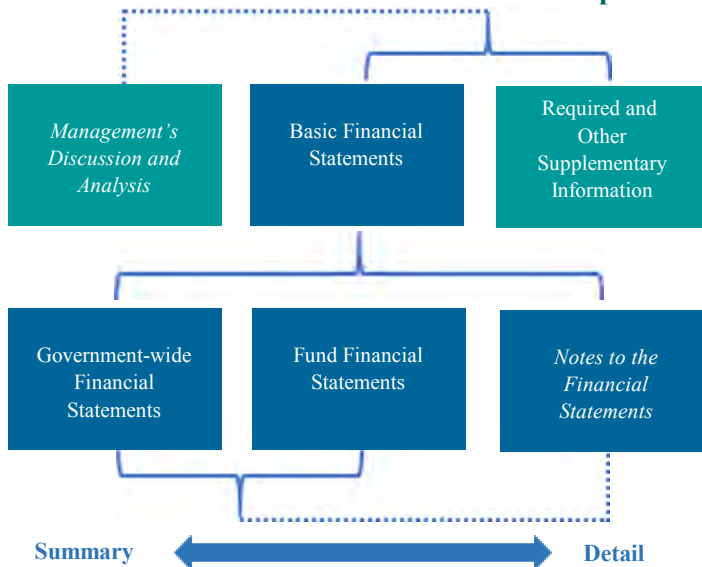 Management's
Discussion and
Analysis
Basic Financial
Statements
Required and
Other
Supplementary
Information
Government-wide
Financial
Statements
Fund Financial
Statements
Notes to the
Financial
Statements
Summary
Detail